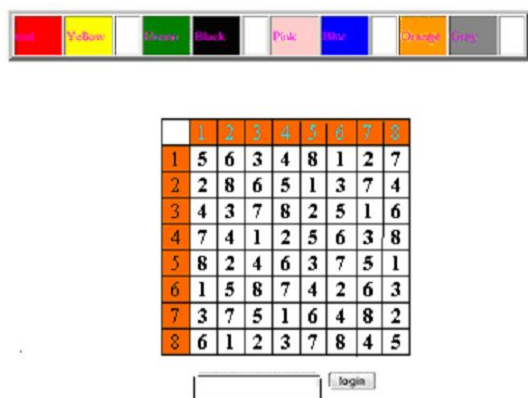 Red Yellow Green Black Pink Blue Orange Gray
1 2 3 4 5 6 7 8
1 5 6 3 4 8 1 2 7
2 2 8 6 5 1 3 7 4
3 4 3 7 8 2 5 1 6
4 7 4 1 2 5 6 3 8
5 8 2 4 6 3 7 5 1
6 1 5 8 7 4 2 6 3
7 3 7 5 1 6 4 8 2
8 6 1 2 3 7 8 4 5
login